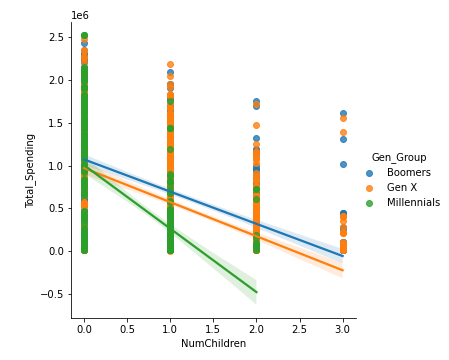 1e6
2.5
2.0
1.5
1.0
0.5
0.0
−0.5
Total_Spending
0.0 0.5 1.0 1.5 2.0 2.5 3.0
NumChildren
Gen_Group
Boomers
Gen X
Millennials